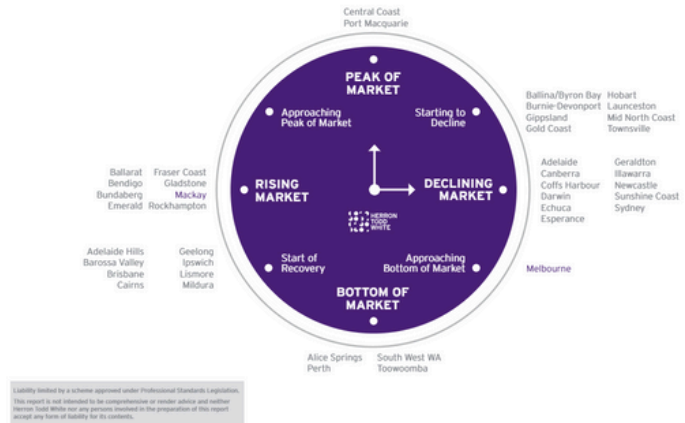 Central Coast
Port Macquarie
PEAK OF
MARKET
Approaching
Peak of Market
Starting to
Decline
Ballina/Byron Bay Hobart
Burnie-Devonport Launceston
Gippsland Mid North Coast
Gold Coast Townsville
Ballarat Fraser Coast
Bendigo Gladstone
Bundaberg Mackay
Emerald Rockhampton
RISING
MARKET
DECLINING
MARKET
Adelaide Geraldton
Canberra Illawarra
Coffs Harbour Newcastle
Darwin Sunshine Coast
Echuca Sydney
Esperance
HERRON
TODD
WHITE
Adelaide Hills Geelong
Barossa Valley Ipswich
Brisbane Lismore
Cairns Mildura
Start of
Recovery
Approaching
Bottom of Market
Melbourne
BOTTOM OF
MARKET
Alice Springs South West WA
Perth Toowoomba
Liability limited by a scheme approved under Professional Standards Legislation.
This report is not intended to be comprehensive or render advice and neither
Herron Todd White nor any persons involved in the preparation of this report
accept any form of liability for its contents.